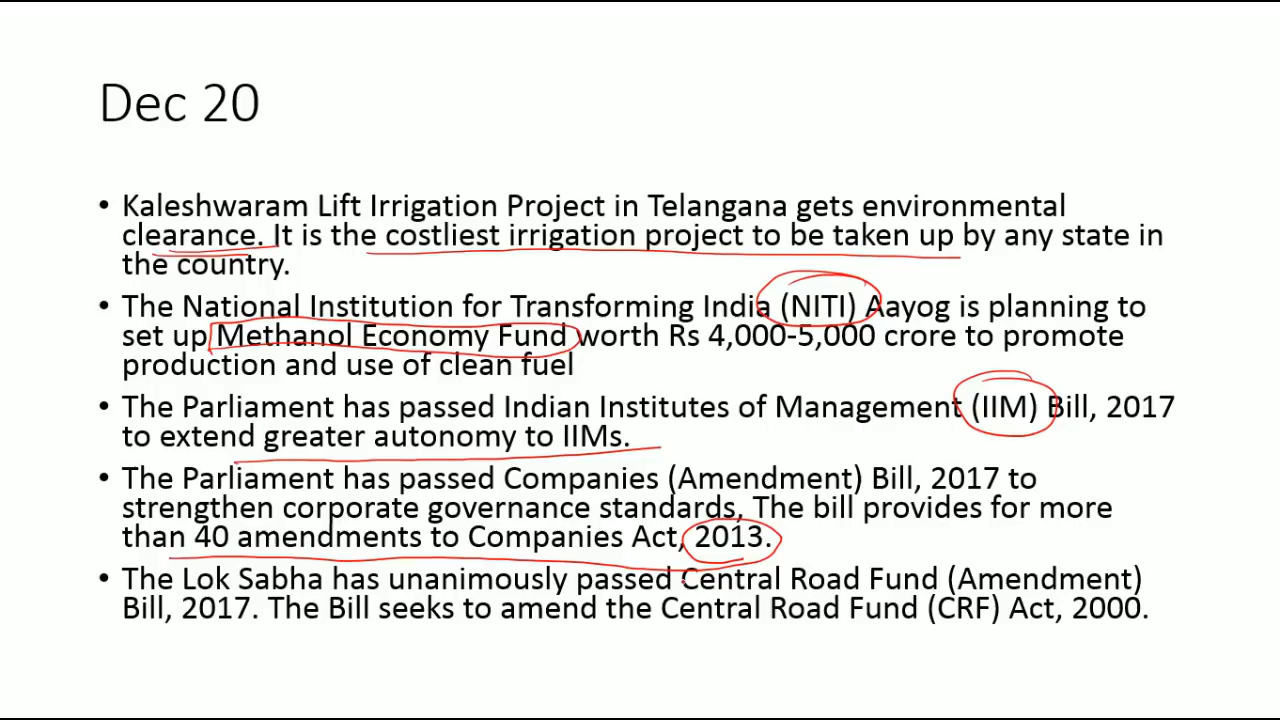 Dec 20
• Kaleshwaram Lift Irrigation Project in Telangana gets environmental
clearance. It is the costliest irrigation project to be taken up by any state in
the country.
• The National Institution for Transforming India (NITI) Aayog is planning to
set up Methanol Economy Fund worth Rs 4,000-5,000 crore to promote
production and use of clean fuel
• The Parliament has passed Indian Institutes of Management (IIM) Bill, 2017
to extend greater autonomy to IIMs.
• The Parliament has passed Companies (Amendment) Bill, 2017 to
strengthen corporate governance standards, The bill provides for more
than 40 amendments to Companies Act, 2013.
• The Lok Sabha has unanimously passed Central Road Fund (Amendment)
Bill, 2017. The Bill seeks to amend the Central Road Fund (CRF) Act, 2000.